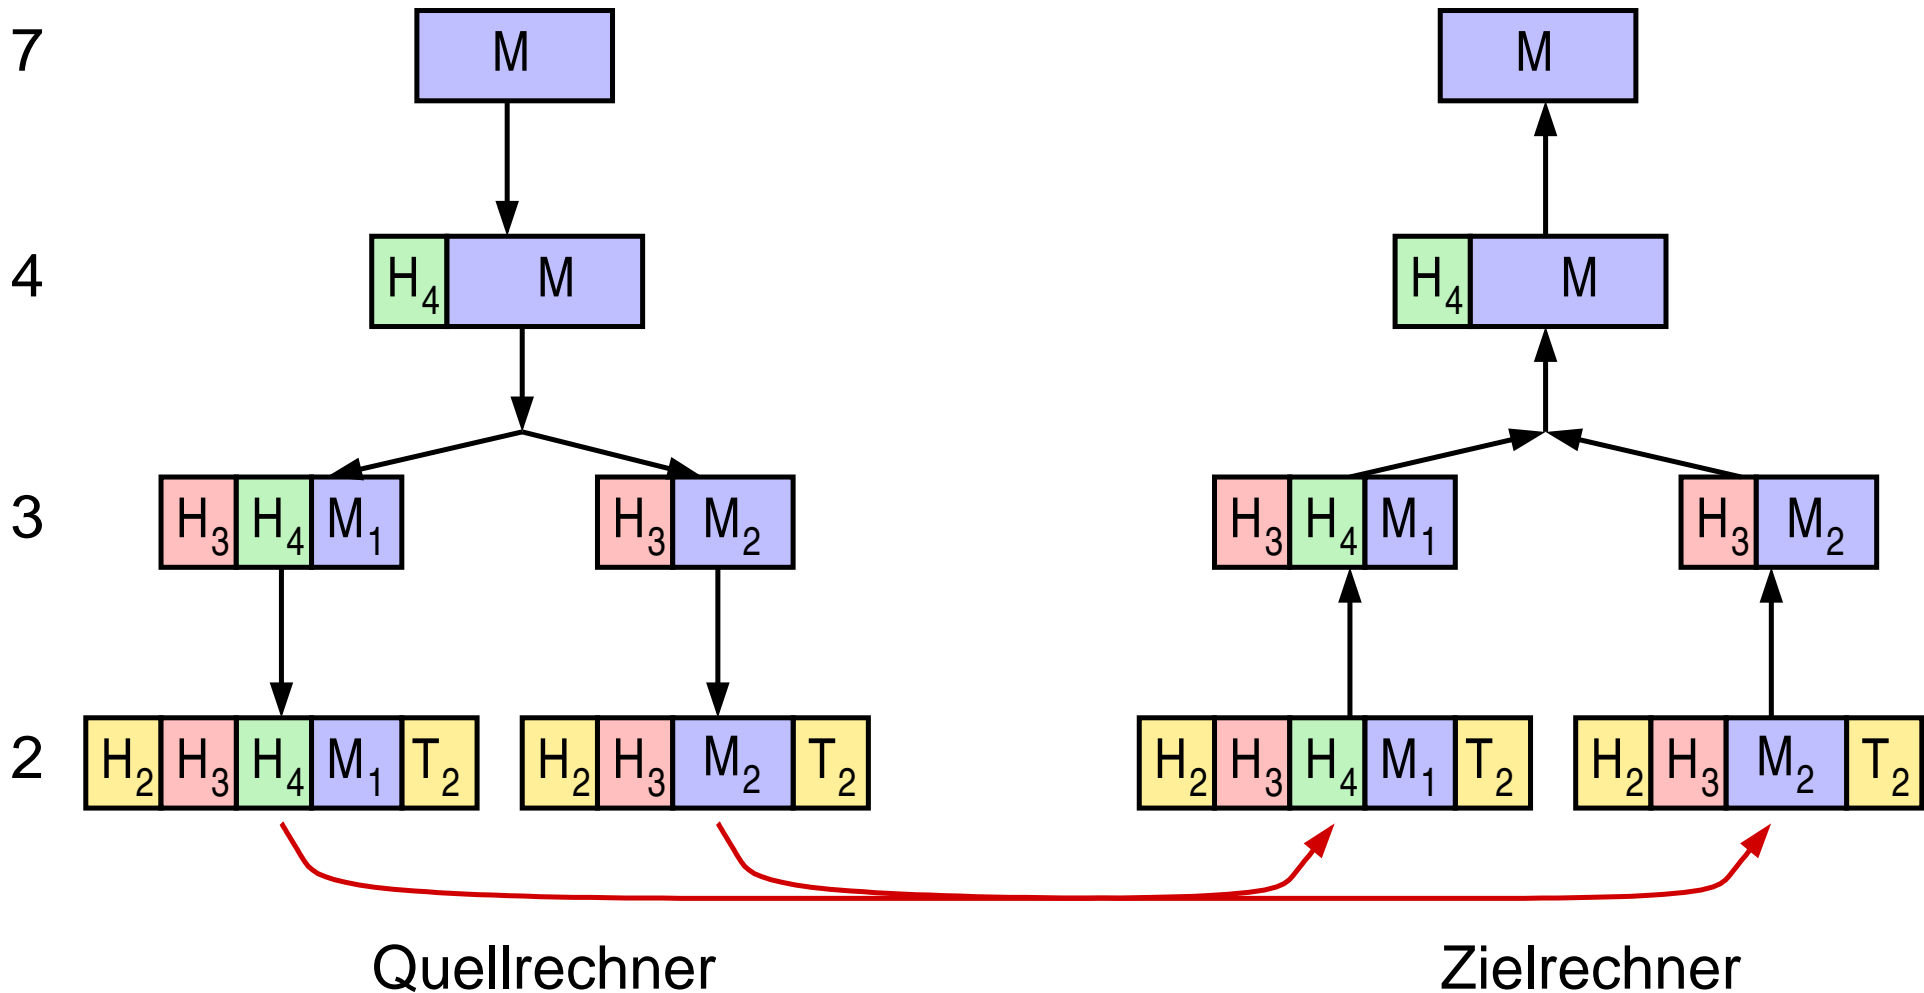 7 M M
4 H4 M H4 M
3 H3 H4 M1 H3 M2 H3 H4 M1 H3 M2
2 H2 H3 H4 M1 T2 H2 H3 M2 T2 H2 H3 H4 M1 T2 H2 H3 M2 T2
Quellrechner Zielrechner